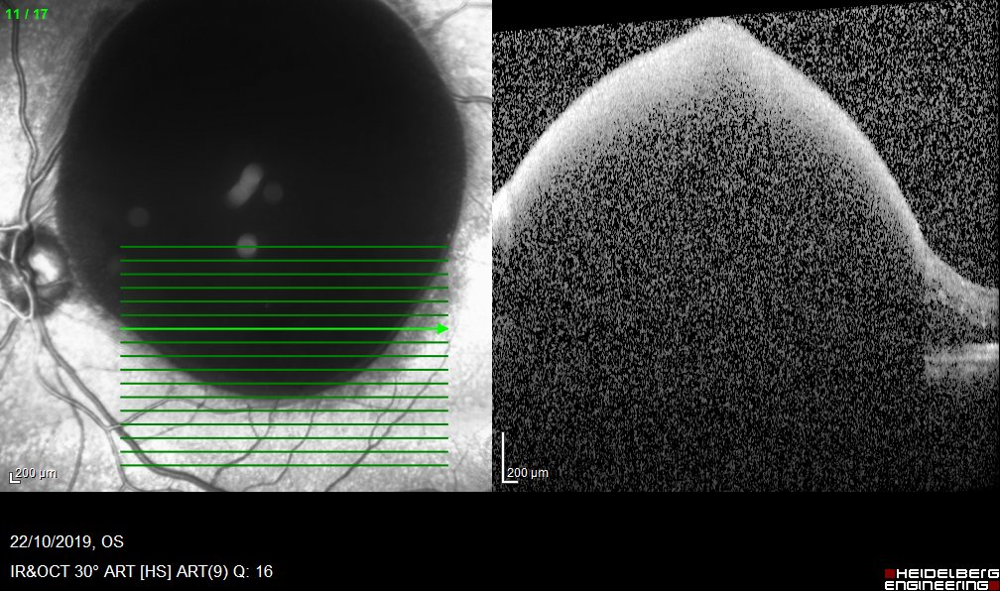 11 / 17
200 µm
200 µm
22/10/2019, OS
IR&OCT 30° ART [HS] ART(9) Q: 16
HEIDELBERG
ENGINEERING